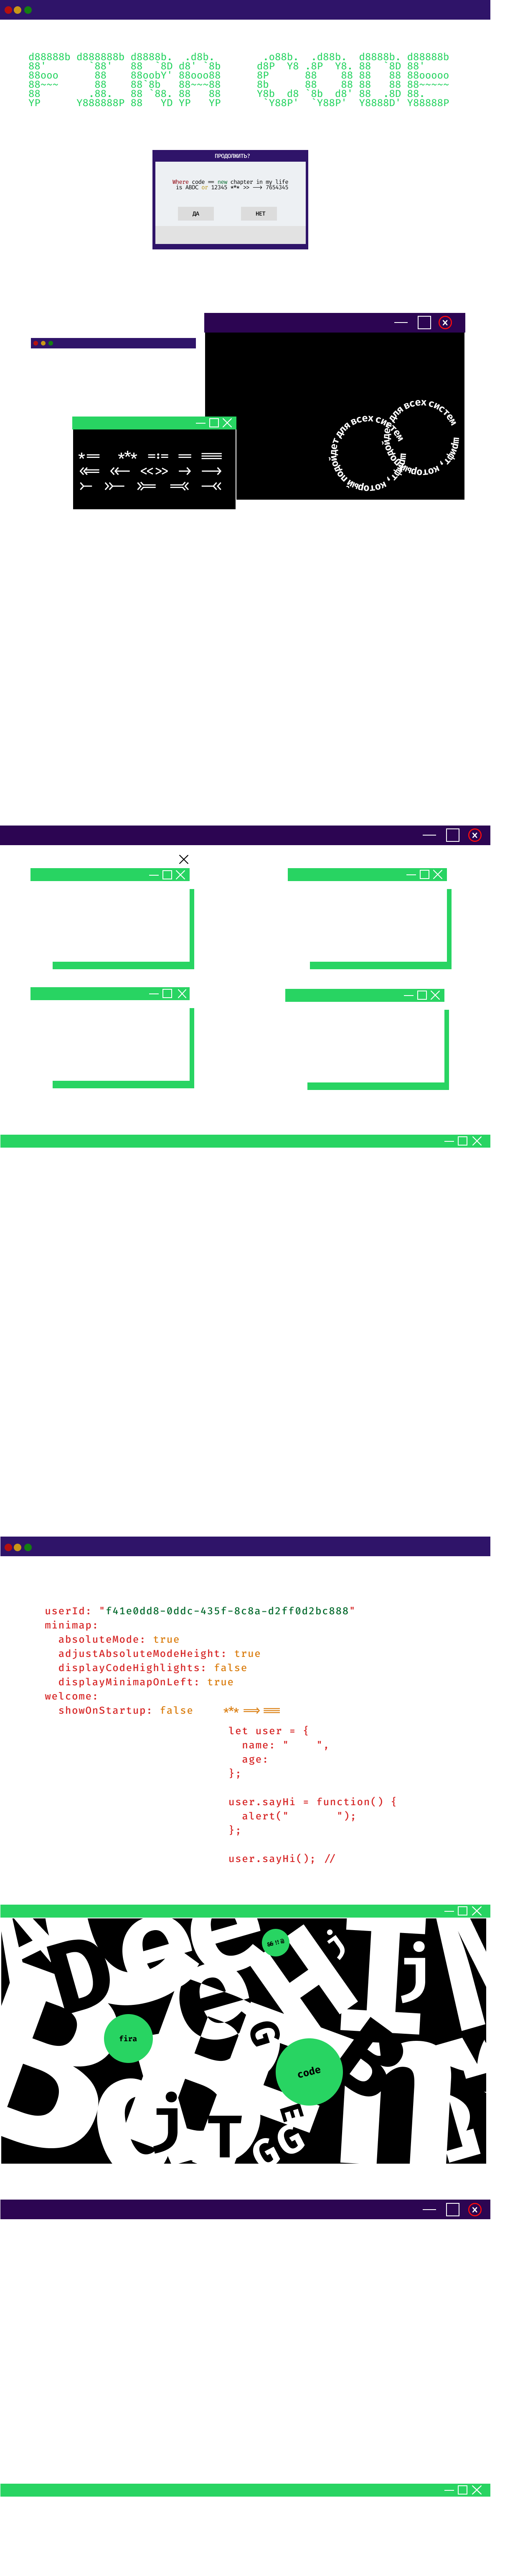 d88888b d888888b d8888b.  .d8b.       .o88b.  .d88b.  d8888b. d88888b
88'       `88'   88  `8D d8' `8b     d8P  Y8 .8P  Y8. 88  `8D 88'
88ooo      88    88oobY' 88ooo88     8P      88    88 88   88 88ooooo
88~~~      88    88`8b   88~~~88     8b      88    88 88   88 88~~~~~
88        .88.   88 `88. 88   88     Y8b  d8 `8b  d8' 88  .8D 88.
YP      Y888888P 88   YD YP   YP      `Y88P'  `Y88P'  Y8888D' Y88888P
ПРОДОЛЖИТЬ?
Where code == new chapter in my life
is ABOC or 12345 *** >> --> 7654345
ДА
НЕТ
шрифт, который подойдет для всех систем
шрифт, который подойдет для всех систем
*== *** =:= == ===
<<= <<- <<>> -> -->
>- >>- >>= =<< -<
userId: "f41e0dd8-0ddc-435f-8c8a-d2ff0d2bc888"
minimap:
absoluteMode: true
adjustAbsoluteModeHeight: true
displayCodeHighlights: false
displayMinimapOnLeft: true
welcome:
showOnStartup: false *** ==> ===
let user = {
name: " ",
age:
};
user.sayHi = function() {
alert(" ");
};
user.sayHi(); //
fira
code